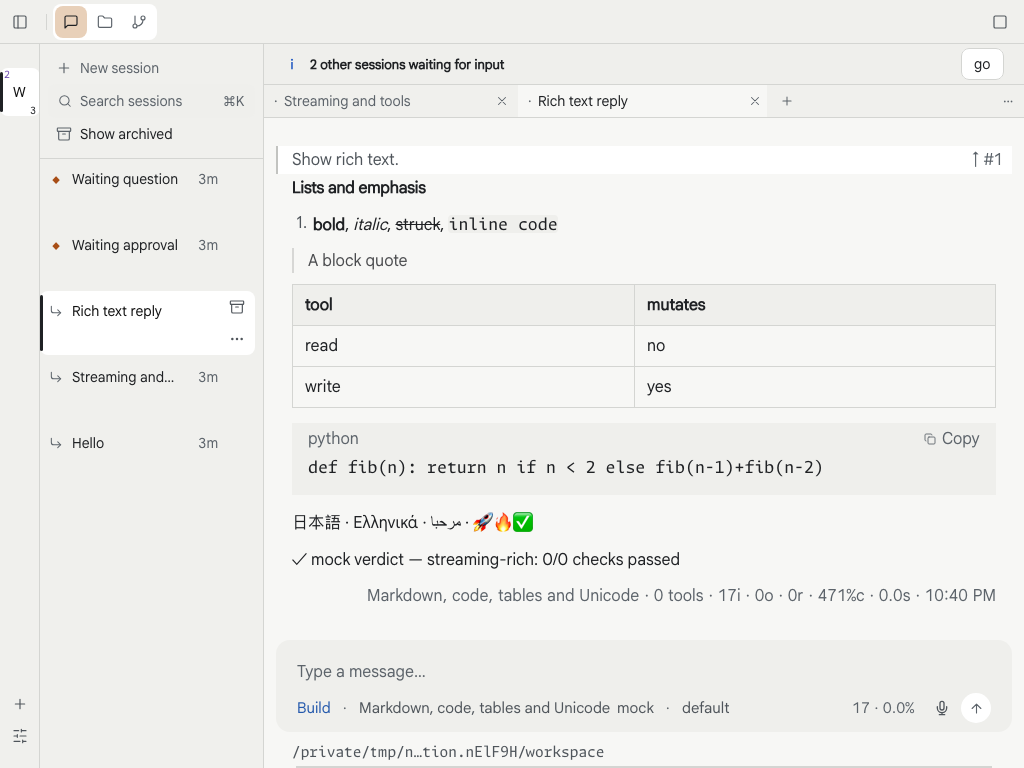 2
W
3
New session
Search sessions ⌘K
Show archived
Waiting question 3m
Waiting approval 3m
Rich text reply
...
Streaming and... 3m
Hello 3m
i 2 other sessions waiting for input go
· Streaming and tools
· Rich text reply
...
Show rich text. ↑ #1
Lists and emphasis
1. bold, italic, struck, inline code
A block quote
tool mutates
read no
write yes
python Copy
def fib(n): return n if n < 2 else fib(n-1)+fib(n-2)
日本語 · Ελληνικά · مرحبا · 🚀🔥✅
✓ mock verdict — streaming-rich: 0/0 checks passed
Markdown, code, tables and Unicode · 0 tools · 17i · 0o · 0r · 471%c · 0.0s · 10:40 PM
Type a message...
Build · Markdown, code, tables and Unicode mock · default 17 · 0.0%
/private/tmp/n…tion.nElF9H/workspace